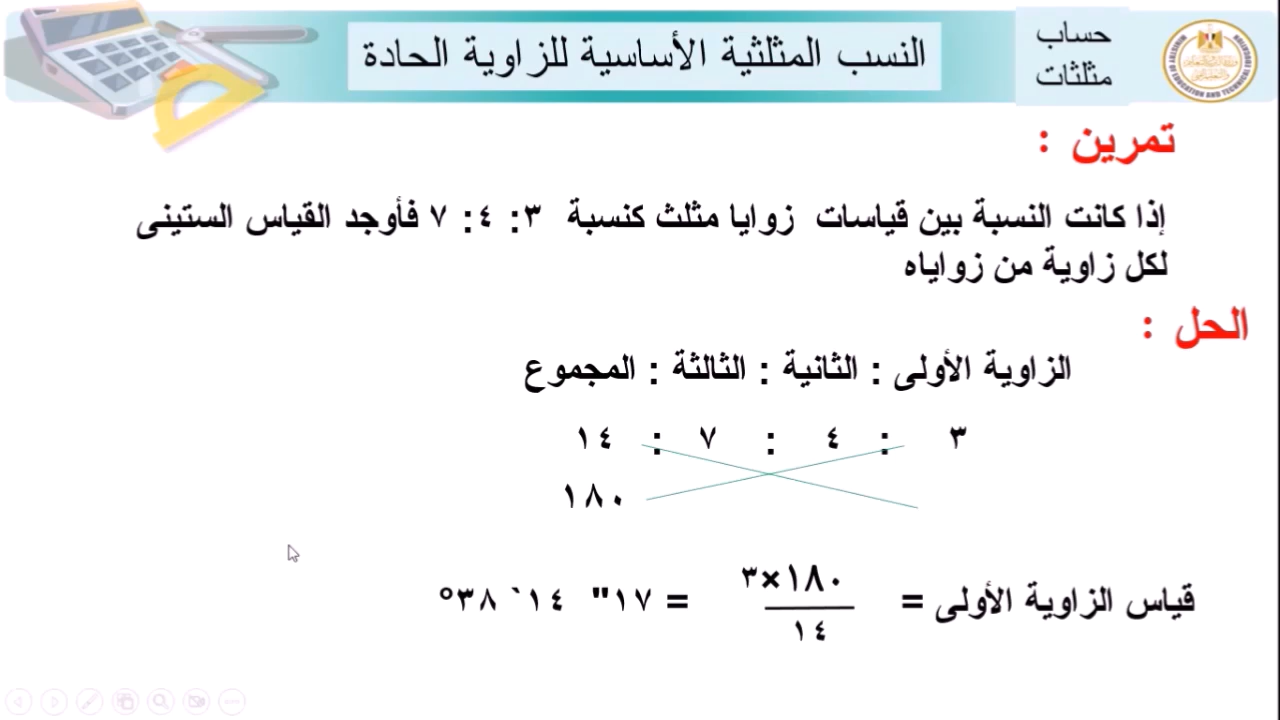 حساب
مثلثات
النسب المثلثية الأساسية للزاوية الحادة
تمرين :
إذا كانت النسبة بين قياسات زوايا مثلث كنسبة ٣ : ٤ : ٧ فأوجد القياس الستينى
لكل زاوية من زواياه
الحل :
الزاوية الأولى : الثانية : الثالثة : المجموع
٣ : ٤ : ٧ : ١٤
١٨٠
قياس الزاوية الأولى = ١٨٠×٣ / ١٤ = ١٧" ١٤` ٣٨°